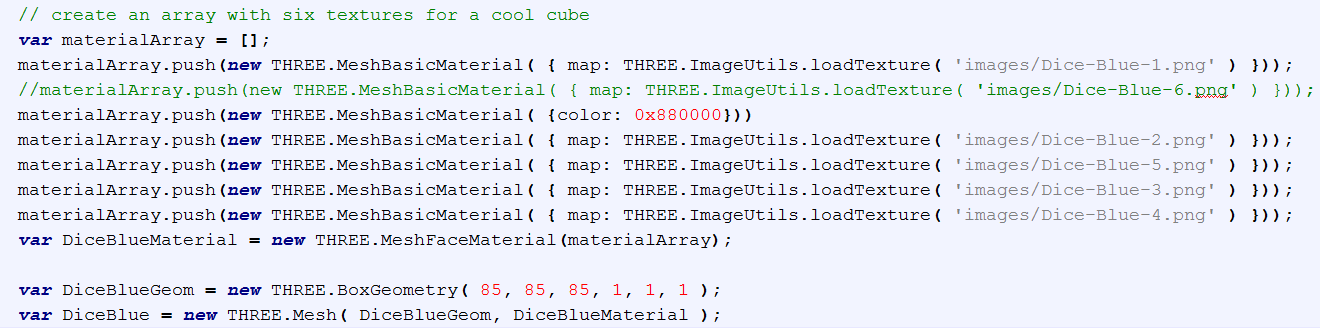 // create an array with six textures for a cool cube
var materialArray = [];
materialArray.push(new THREE.MeshBasicMaterial( { map: THREE.ImageUtils.loadTexture( 'images/Dice-Blue-1.png' ) }));
//materialArray.push(new THREE.MeshBasicMaterial( { map: THREE.ImageUtils.loadTexture( 'images/Dice-Blue-6.png' ) }));
materialArray.push(new THREE.MeshBasicMaterial( {color: 0x880000}))
materialArray.push(new THREE.MeshBasicMaterial( { map: THREE.ImageUtils.loadTexture( 'images/Dice-Blue-2.png' ) }));
materialArray.push(new THREE.MeshBasicMaterial( { map: THREE.ImageUtils.loadTexture( 'images/Dice-Blue-5.png' ) }));
materialArray.push(new THREE.MeshBasicMaterial( { map: THREE.ImageUtils.loadTexture( 'images/Dice-Blue-3.png' ) }));
materialArray.push(new THREE.MeshBasicMaterial( { map: THREE.ImageUtils.loadTexture( 'images/Dice-Blue-4.png' ) }));
var DiceBlueMaterial = new THREE.MeshFaceMaterial(materialArray);
var DiceBlueGeom = new THREE.BoxGeometry( 85, 85, 85, 1, 1, 1 );
var DiceBlue = new THREE.Mesh( DiceBlueGeom, DiceBlueMaterial );